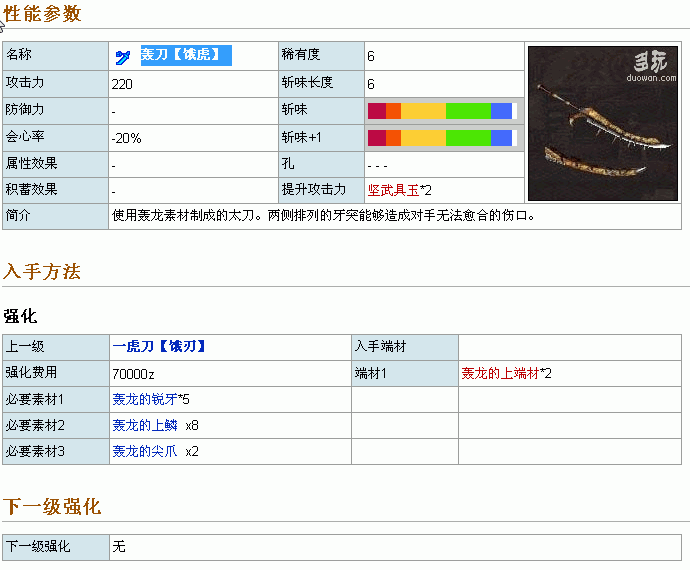 性能参数
名称 轰刀【饿虎】 稀有度 6
攻击力 220 斩味长度 6
防御力 - 斩味
会心率 -20% 斩味+1
属性效果 - 孔 - - -
积蓄效果 - 提升攻击力 坚武具玉*2
多玩
duowan.com
简介 使用轰龙素材制成的太刀。两侧排列的牙突能够造成对手无法愈合的伤口。
入手方法
强化
上一级 一虎刀【饿刃】 入手端材
强化费用 70000z 端材1 轰龙的上端材*2
必要素材1 轰龙的锐牙*5
必要素材2 轰龙的上鳞 x8
必要素材3 轰龙的尖爪 x2
下一级强化
下一级强化 无